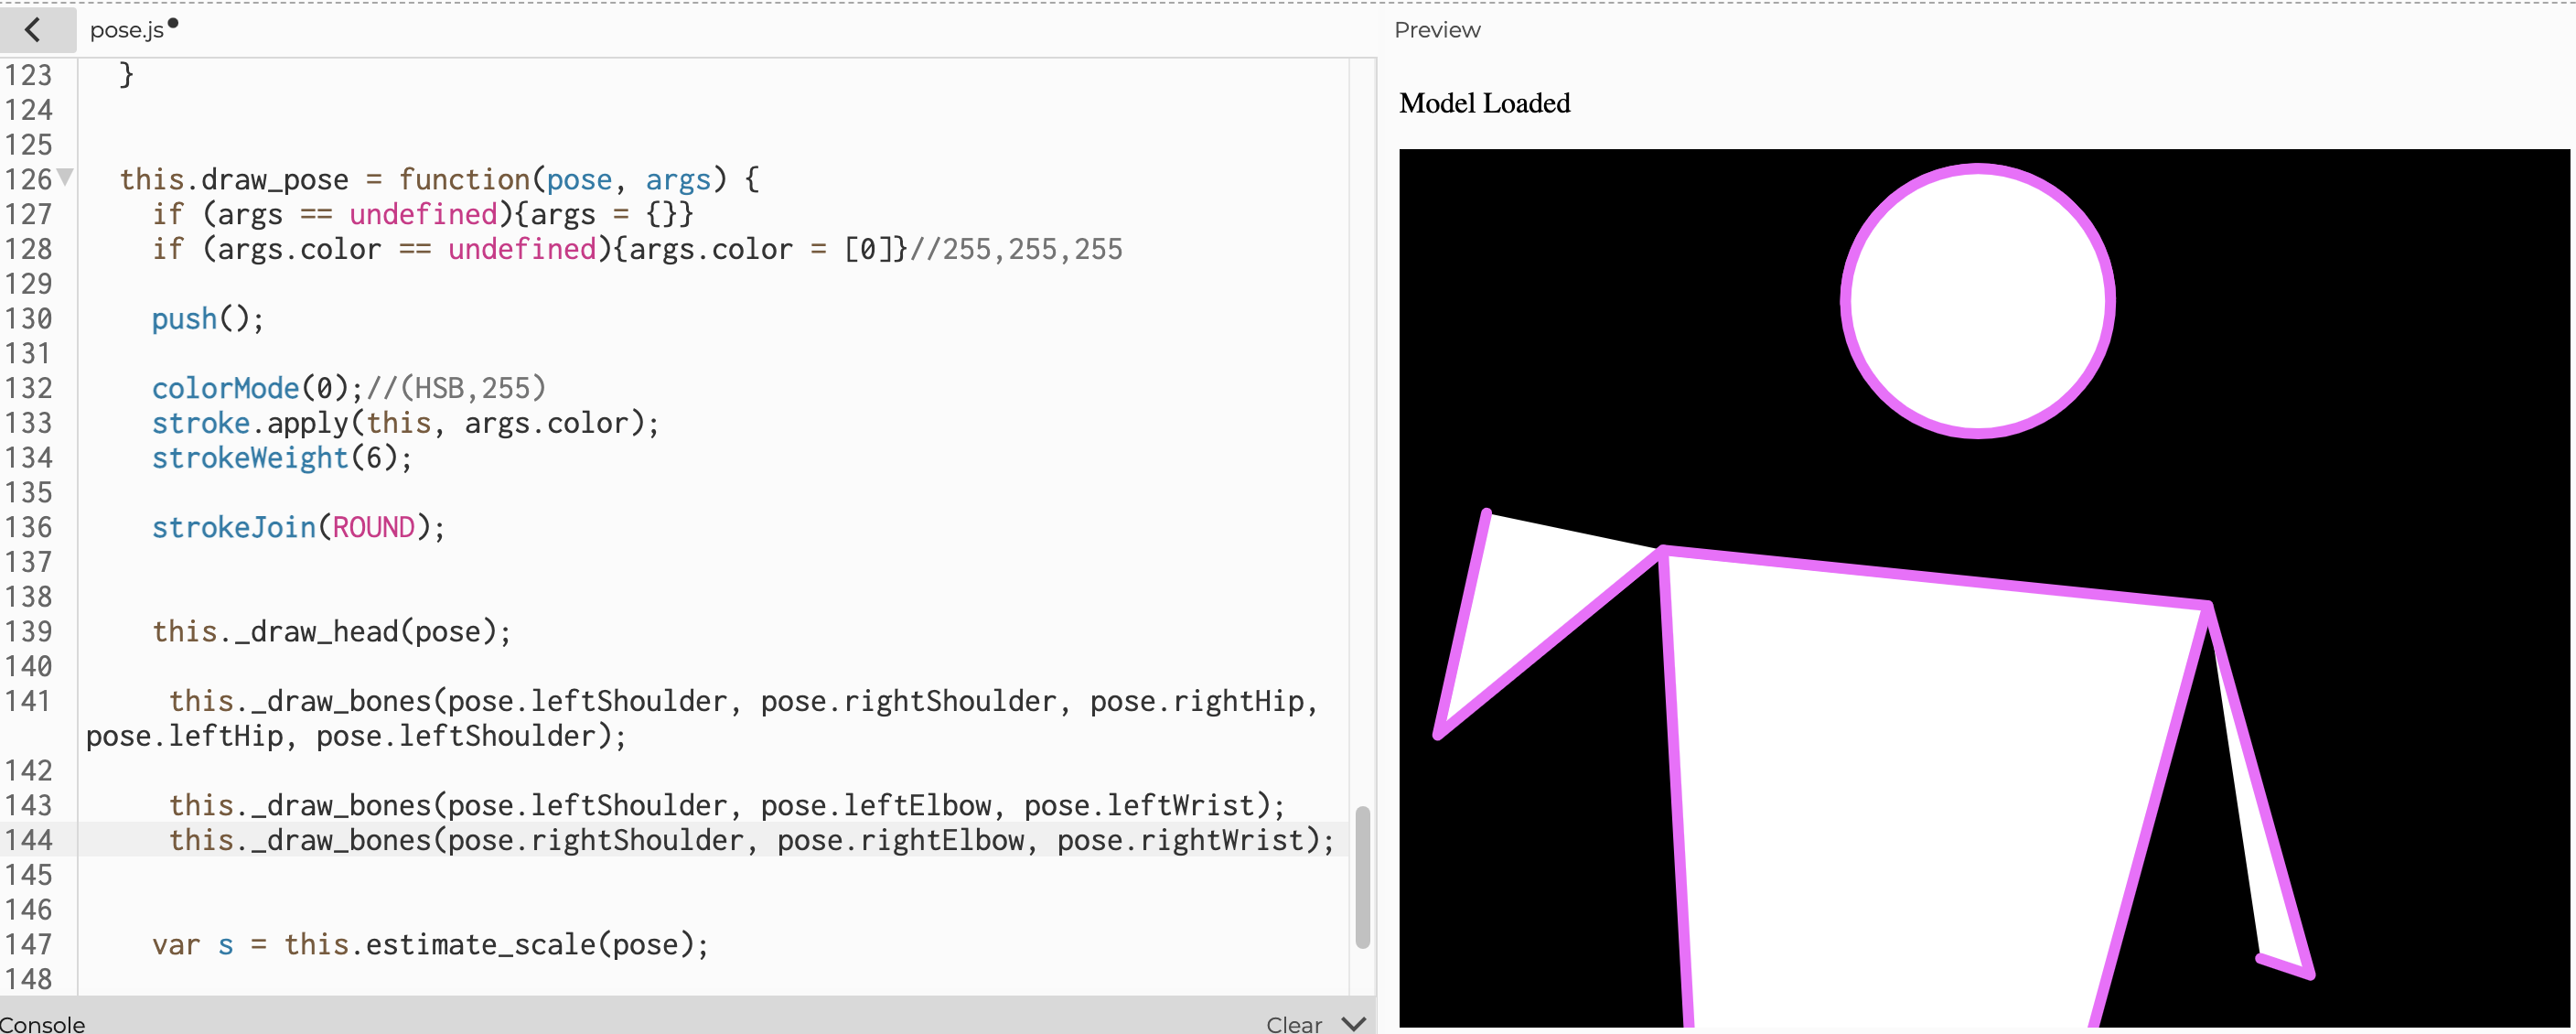 pose.js
Preview
123 }
124
125
126 this.draw_pose = function(pose, args) {
127 if (args == undefined){args = {}}
128 if (args.color == undefined){args.color = [0]}//255,255,255
129
130 push();
131
132 colorMode(0);//(HSB,255)
133 stroke.apply(this, args.color);
134 strokeWeight(6);
135
136 strokeJoin(ROUND);
137
138
139 this._draw_head(pose);
140
141 this._draw_bones(pose.leftShoulder, pose.rightShoulder, pose.rightHip,
pose.leftHip, pose.leftShoulder);
142
143 this._draw_bones(pose.leftShoulder, pose.leftElbow, pose.leftWrist);
144 this._draw_bones(pose.rightShoulder, pose.rightElbow, pose.rightWrist);
145
146
147 var s = this.estimate_scale(pose);
148
Console
Clear
Model Loaded